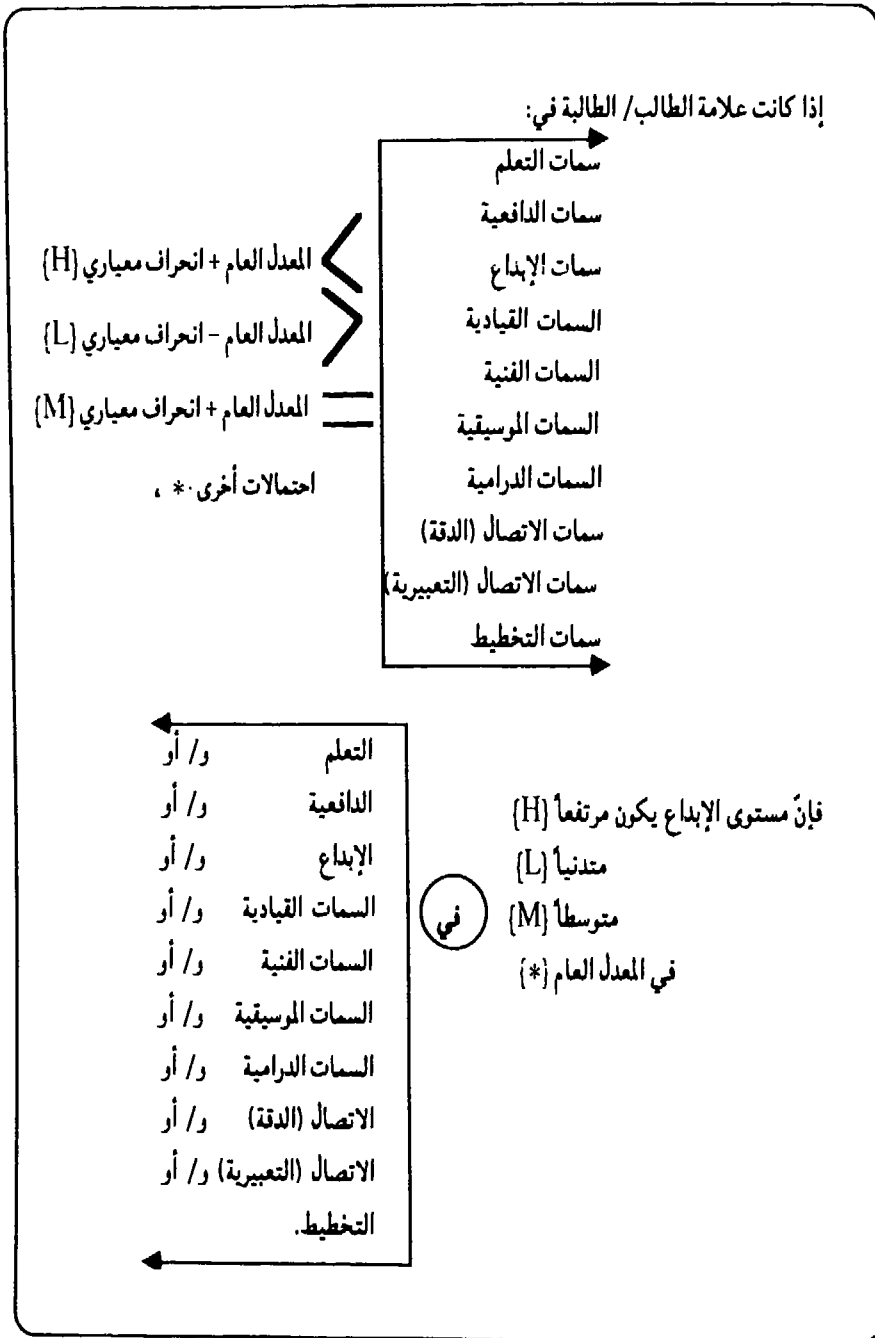 إذا كانت علامة الطالب/ الطالبة في:
سمات التعلم
سمات الدافعية
سمات الإبداع
السمات القيادية
السمات الفنية
السمات الموسيقية
السمات الدرامية
سمات الاتصال (الدقة)
سمات الاتصال (التعبيرية)
سمات التخطيط
< المعدل العام + انحراف معياري {H}
> المعدل العام - انحراف معياري {L}
= المعدل العام + انحراف معياري {M}
احتمالات أخرى * ،
فإنّ مستوى الإبداع يكون مرتفعاً {H}
متدنياً {L}
متوسطاً {M}
في المعدل العام {*}
في
التعلم و/ أو
الدافعية و/ أو
الإبداع و/ أو
السمات القيادية و/ أو
السمات الفنية و/ أو
السمات الموسيقية و/ أو
السمات الدرامية و/ أو
الاتصال (الدقة) و/ أو
الاتصال (التعبيرية) و/ أو
التخطيط.